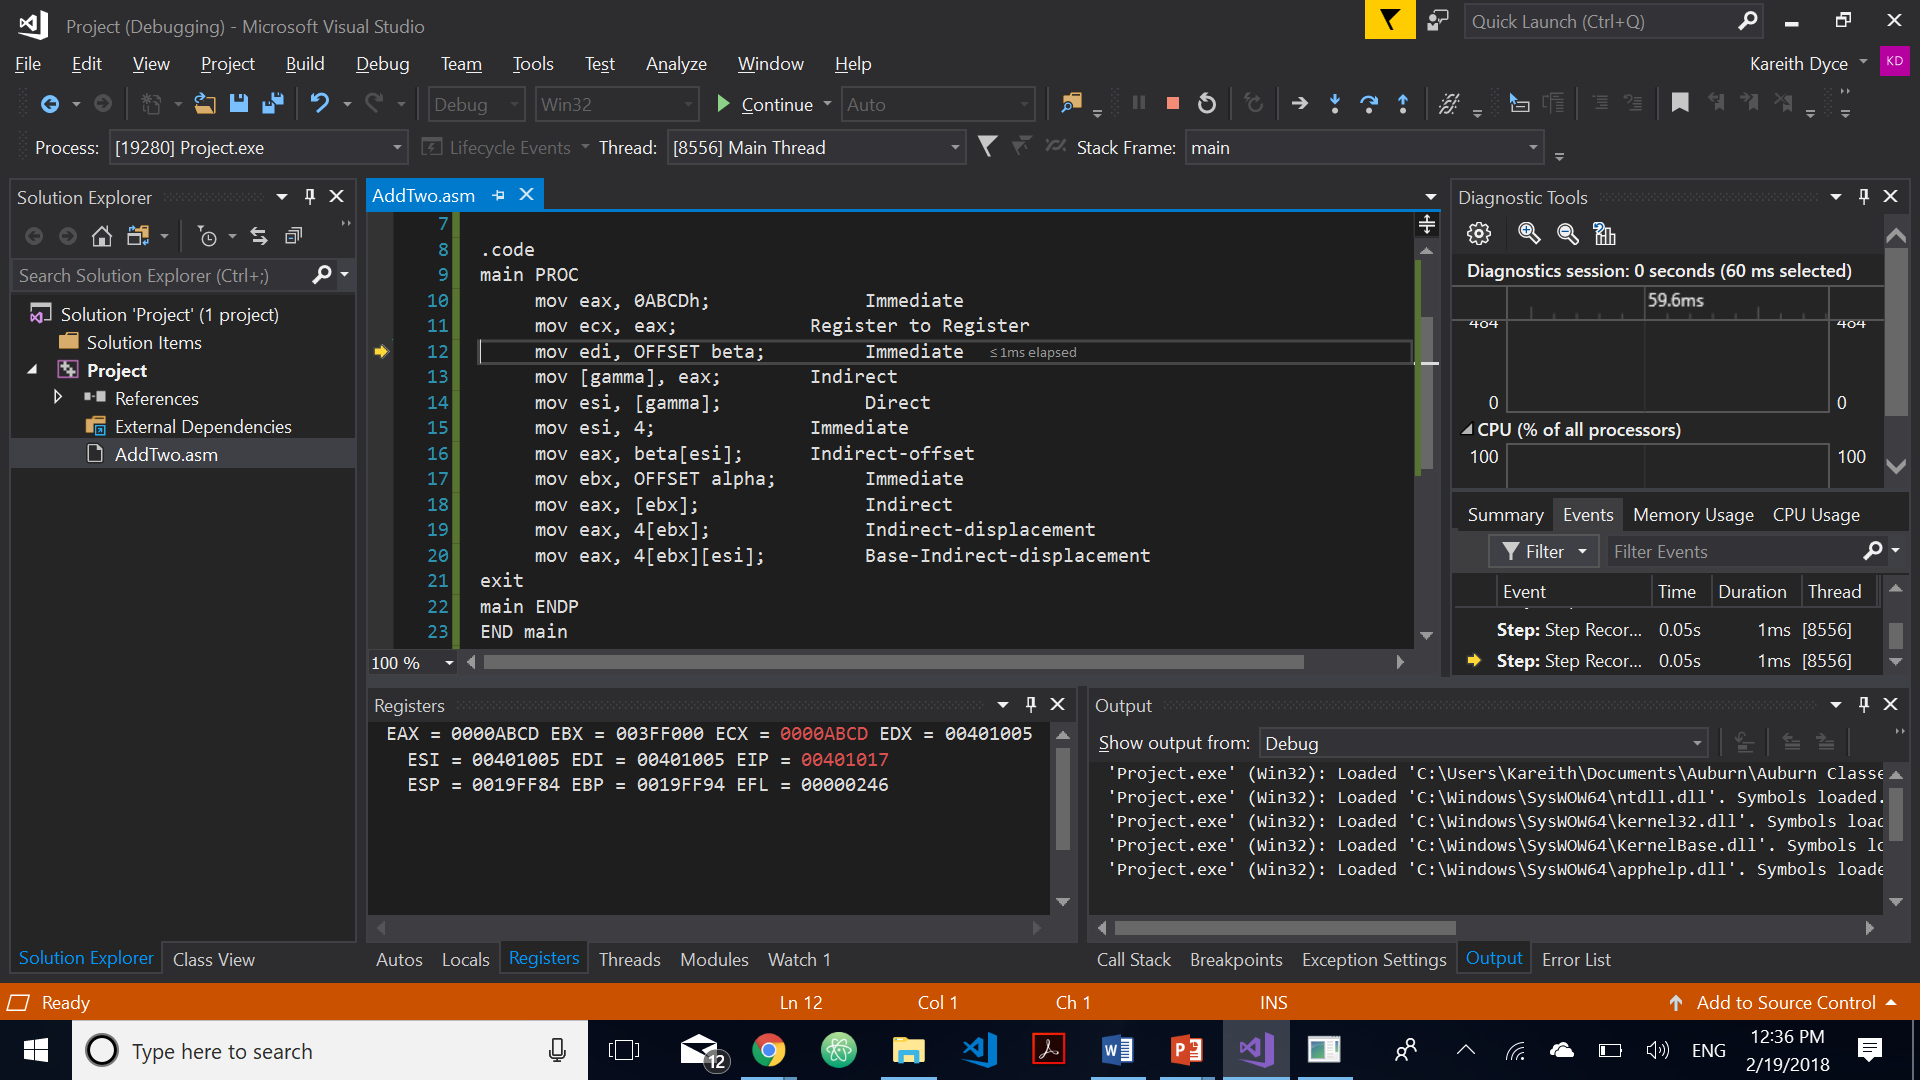 Project (Debugging) - Microsoft Visual Studio
Quick Launch (Ctrl+Q)
File Edit View Project Build Debug Team Tools Test Analyze Window Help
Kareith Dyce KD
Debug Win32 Continue Auto
Process: [19280] Project.exe Lifecycle Events Thread: [8556] Main Thread Stack Frame: main
Solution Explorer
Search Solution Explorer (Ctrl+;)
Solution 'Project' (1 project)
Solution Items
Project
References
External Dependencies
AddTwo.asm
Solution Explorer Class View
AddTwo.asm
7
8 .code
9 main PROC
10 mov eax, 0ABCDh; Immediate
11 mov ecx, eax; Register to Register
12 mov edi, OFFSET beta; Immediate ≤1ms elapsed
13 mov [gamma], eax; Indirect
14 mov esi, [gamma]; Direct
15 mov esi, 4; Immediate
16 mov eax, beta[esi]; Indirect-offset
17 mov ebx, OFFSET alpha; Immediate
18 mov eax, [ebx]; Indirect
19 mov eax, 4[ebx]; Indirect-displacement
20 mov eax, 4[ebx][esi]; Base-Indirect-displacement
21 exit
22 main ENDP
23 END main
100 %
Diagnostic Tools
Diagnostics session: 0 seconds (60 ms selected)
59.6ms
484 484
0 0
CPU (% of all processors)
100 100
Summary Events Memory Usage CPU Usage
Filter Filter Events
Event Time Duration Thread
Step: Step Recor... 0.05s 1ms [8556]
Step: Step Recor... 0.05s 1ms [8556]
Registers
EAX = 0000ABCD EBX = 003FF000 ECX = 0000ABCD EDX = 00401005
ESI = 00401005 EDI = 00401005 EIP = 00401017
ESP = 0019FF84 EBP = 0019FF94 EFL = 00000246
Autos Locals Registers Threads Modules Watch 1
Output
Show output from: Debug
'Project.exe' (Win32): Loaded 'C:\Users\Kareith\Documents\Auburn\Auburn Classe
'Project.exe' (Win32): Loaded 'C:\Windows\SysWOW64\ntdll.dll'. Symbols loaded.
'Project.exe' (Win32): Loaded 'C:\Windows\SysWOW64\kernel32.dll'. Symbols load
'Project.exe' (Win32): Loaded 'C:\Windows\SysWOW64\KernelBase.dll'. Symbols lo
'Project.exe' (Win32): Loaded 'C:\Windows\SysWOW64\apphelp.dll'. Symbols loade
Call Stack Breakpoints Exception Settings Output Error List
Ready Ln 12 Col 1 Ch 1 INS Add to Source Control
Type here to search
12
ENG
12:36 PM
2/19/2018